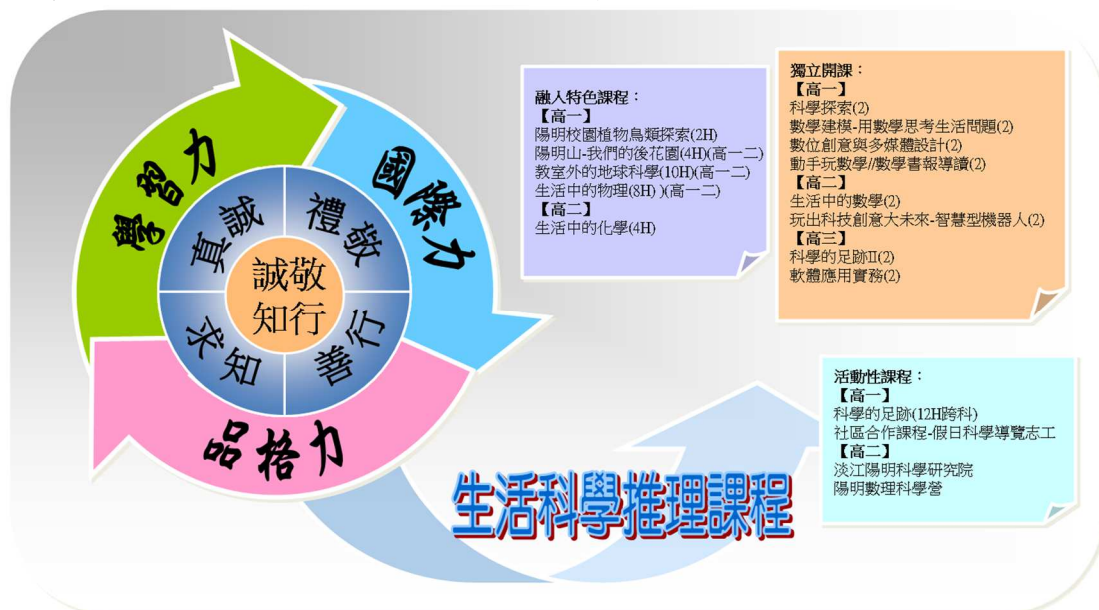 學習力
國際力
品格力
誠真
禮敬
求知
善行
誠敬
知行
融入特色課程：
【高一】
陽明校園植物鳥類探索(2H)
陽明山-我們的後花園(4H)(高一二)
教室外的地球科學(10H)(高一二)
生活中的物理(8H) )(高一二)
【高二】
生活中的化學(4H)
獨立開課：
【高一】
科學探索(2)
數學建模-用數學思考生活問題(2)
數位創意與多媒體設計(2)
動手玩數學//數學書報導讀(2)
【高二】
生活中的數學(2)
玩出科技創意大未來-智慧型機器人(2)
【高三】
科學的足跡II(2)
軟體應用實務(2)
活動性課程：
【高一】
科學的足跡(12H跨科)
社區合作課程-假日科學導覽志工
【高二】
淡江陽明科學研究院
陽明數理科學營
生活科學推理課程